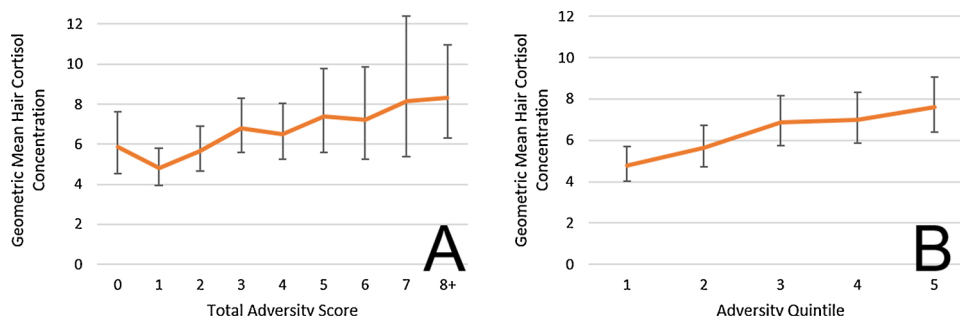 Geometric Mean Hair Cortisol
Concentration
12
10
8
6
4
2
0
0 1 2 3 4 5 6 7 8+
Total Adversity Score
A
Geometric Mean Hair Cortisol
Concentration
12
10
8
6
4
2
0
1 2 3 4 5
Adversity Quintile
B